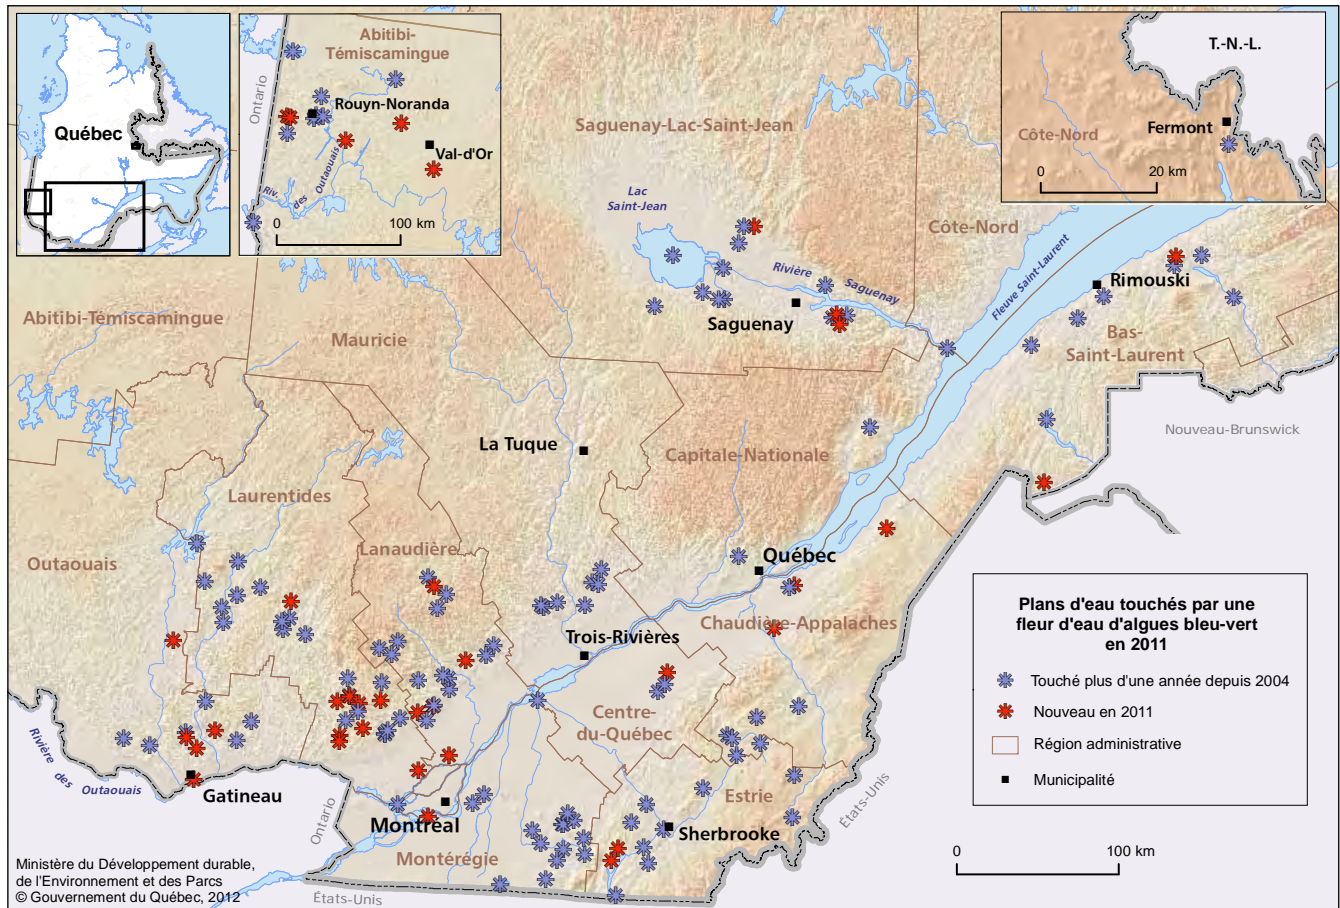 Québec
Abitibi-
Témiscamingue
Ontario
Rouyn-Noranda
Val-d'Or
Riv. des Outaouais
0 100 km
T.-N.-L.
Côte-Nord
Fermont
0 20 km
Saguenay-Lac-Saint-Jean
Lac
Saint-Jean
Côte-Nord
Rivière Saguenay
Fleuve Saint-Laurent
Saguenay
Rimouski
Bas-
Saint-Laurent
Abitibi-Témiscamingue
Mauricie
Nouveau-Brunswick
La Tuque
Capitale-Nationale
Laurentides
Lanaudière
Outaouais
Québec
Chaudière-Appalaches
Trois-Rivières
Centre-
du-Québec
Rivière des Outaouais
Gatineau
Ontario
Montréal
Montérégie
Estrie
Sherbrooke
États-Unis
États-Unis
Plans d'eau touchés par une
fleur d'eau d'algues bleu-vert
en 2011
Touché plus d'une année depuis 2004
Nouveau en 2011
Région administrative
Municipalité
0 100 km
Ministère du Développement durable,
de l'Environnement et des Parcs
© Gouvernement du Québec, 2012